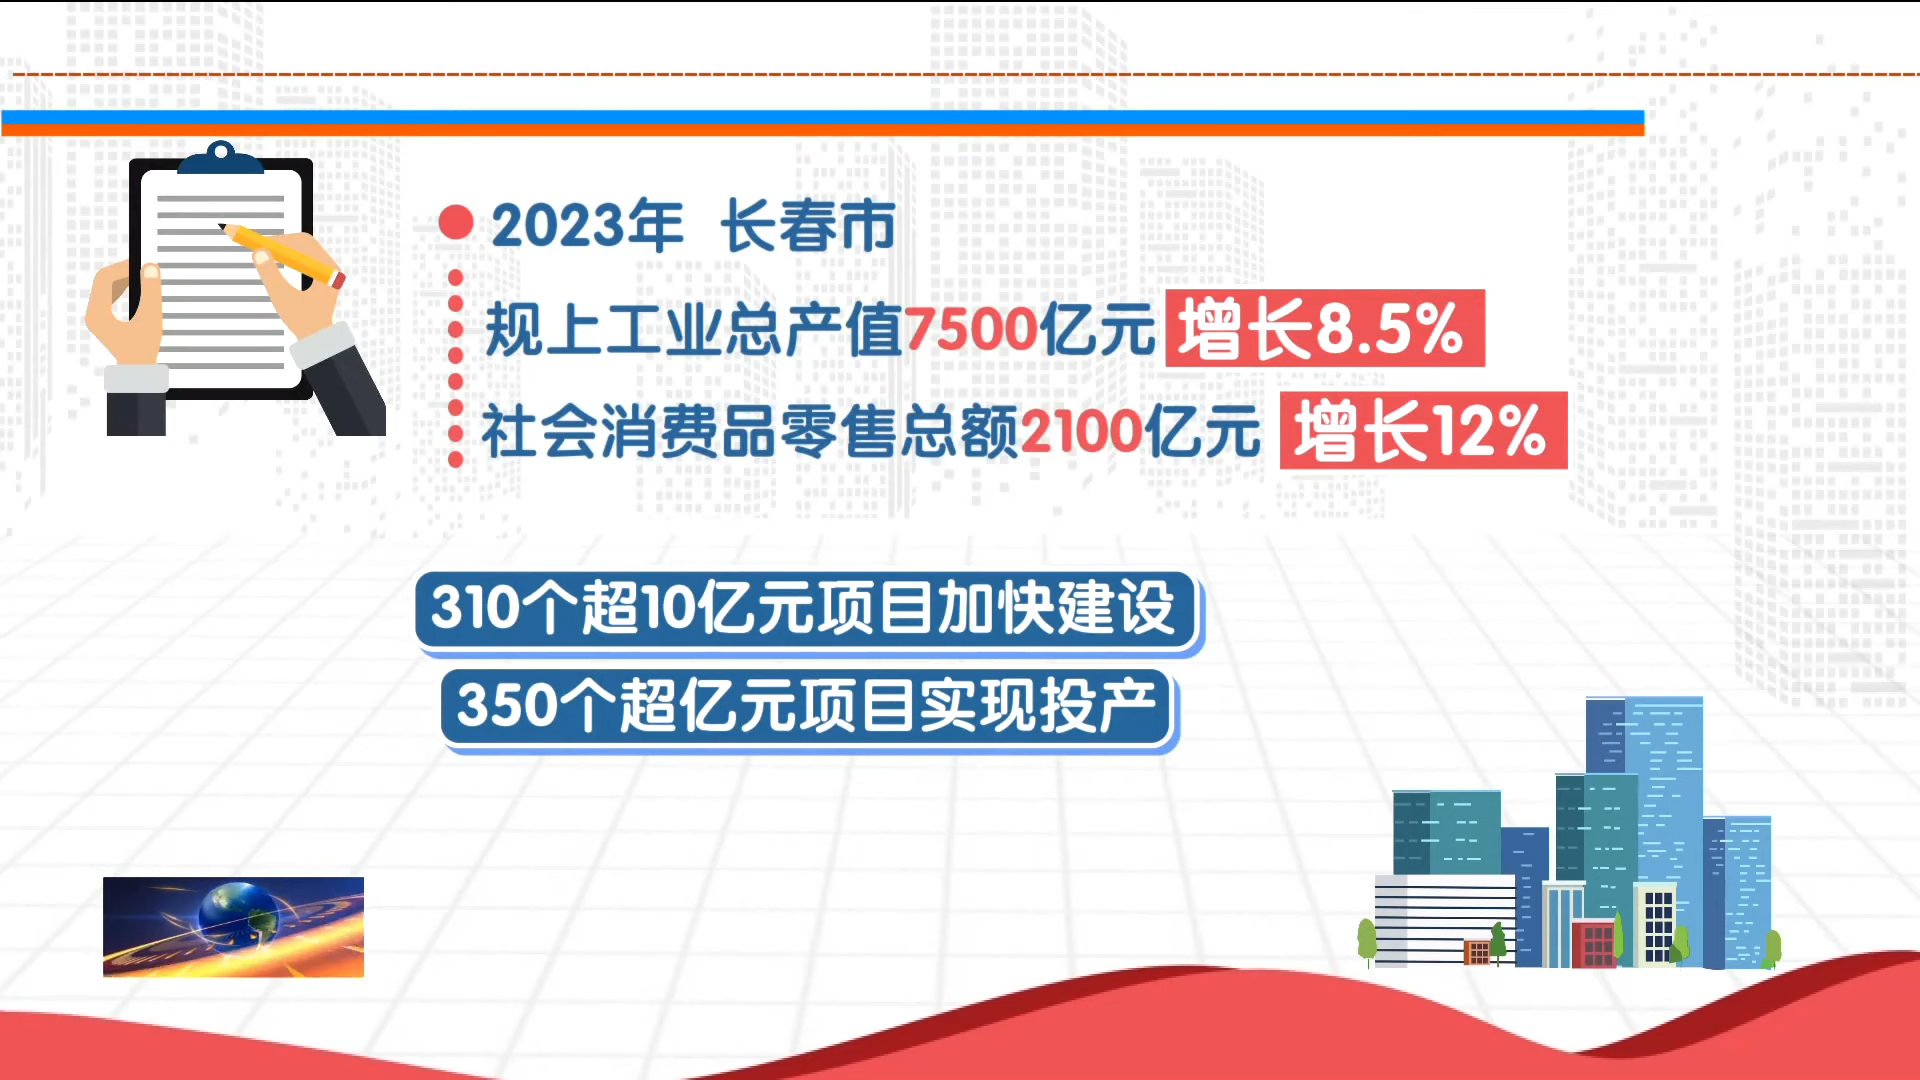 2023年 长春市
规上工业总产值7500亿元 增长8.5%
社会消费品零售总额2100亿元 增长12%
310个超10亿元项目加快建设
350个超亿元项目实现投产